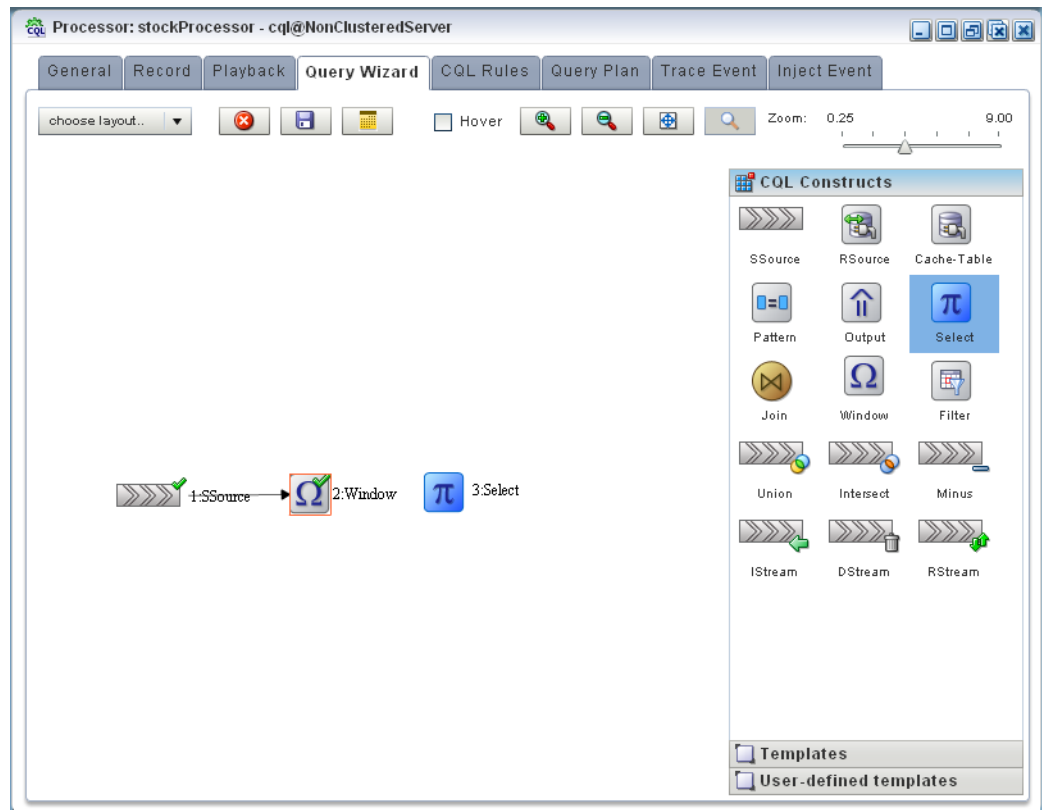 CQL Processor: stockProcessor - cql@NonClusteredServer
General Record Playback Query Wizard CQL Rules Query Plan Trace Event Inject Event
choose layout.. Hover Zoom: 0.25 9.00
CQL Constructs
SSource RSource Cache-Table
π
Pattern Output Select
Ω
Join Window Filter
Union Intersect Minus
1:SSource Ω 2:Window π 3:Select
IStream DStream RStream
Templates
User-defined templates